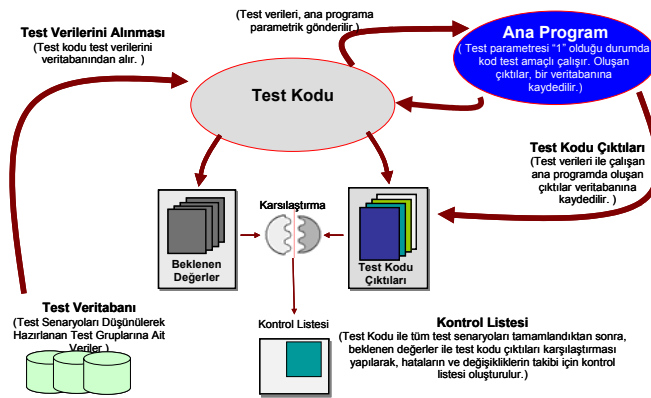 Test Verilerini Alınması
(Test kodu test verilerini
veritabanından alır. )
(Test verileri, ana programa
parametrik gönderilir.)
Ana Program
( Test parametresi “1” olduğu durumda
kod test amaçlı çalışır. Oluşan
çıktılar, bir veritabanına
kaydedilir.)
Test Kodu
Test Kodu Çıktıları
(Test verileri ile çalışan
ana programda oluşan
çıktılar veritabanına
kaydedilir. )
Karsılaştırma
Beklenen
Değerler
Test Kodu
Çıktıları
Test Veritabanı
(Test Senaryoları Düşünülerek
Hazırlanan Test Gruplarına Ait
Veriler )
Kontrol Listesi
Kontrol Listesi
(Test Kodu ile tüm test senaryoları tamamlandıktan sonra,
beklenen değerler ile test kodu çıktıları karşılaştırması
yapılarak, hataların ve değişikliklerin takibi için kontrol
listesi oluşturulur.)